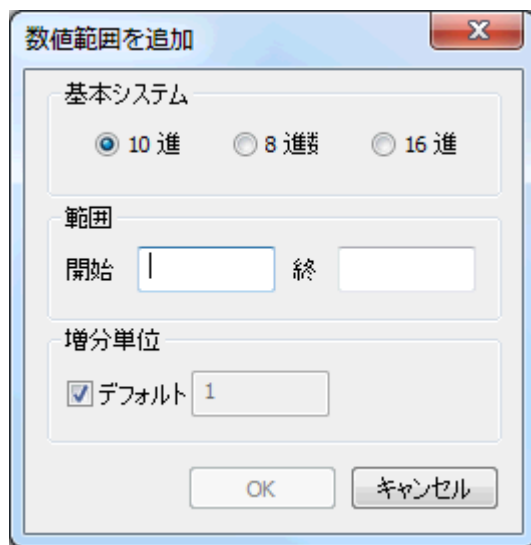 数値範囲を追加
基本システム
10 進 8 進 16 進
範囲
開始 終
増分単位
デフォルト 1
OK キャンセル